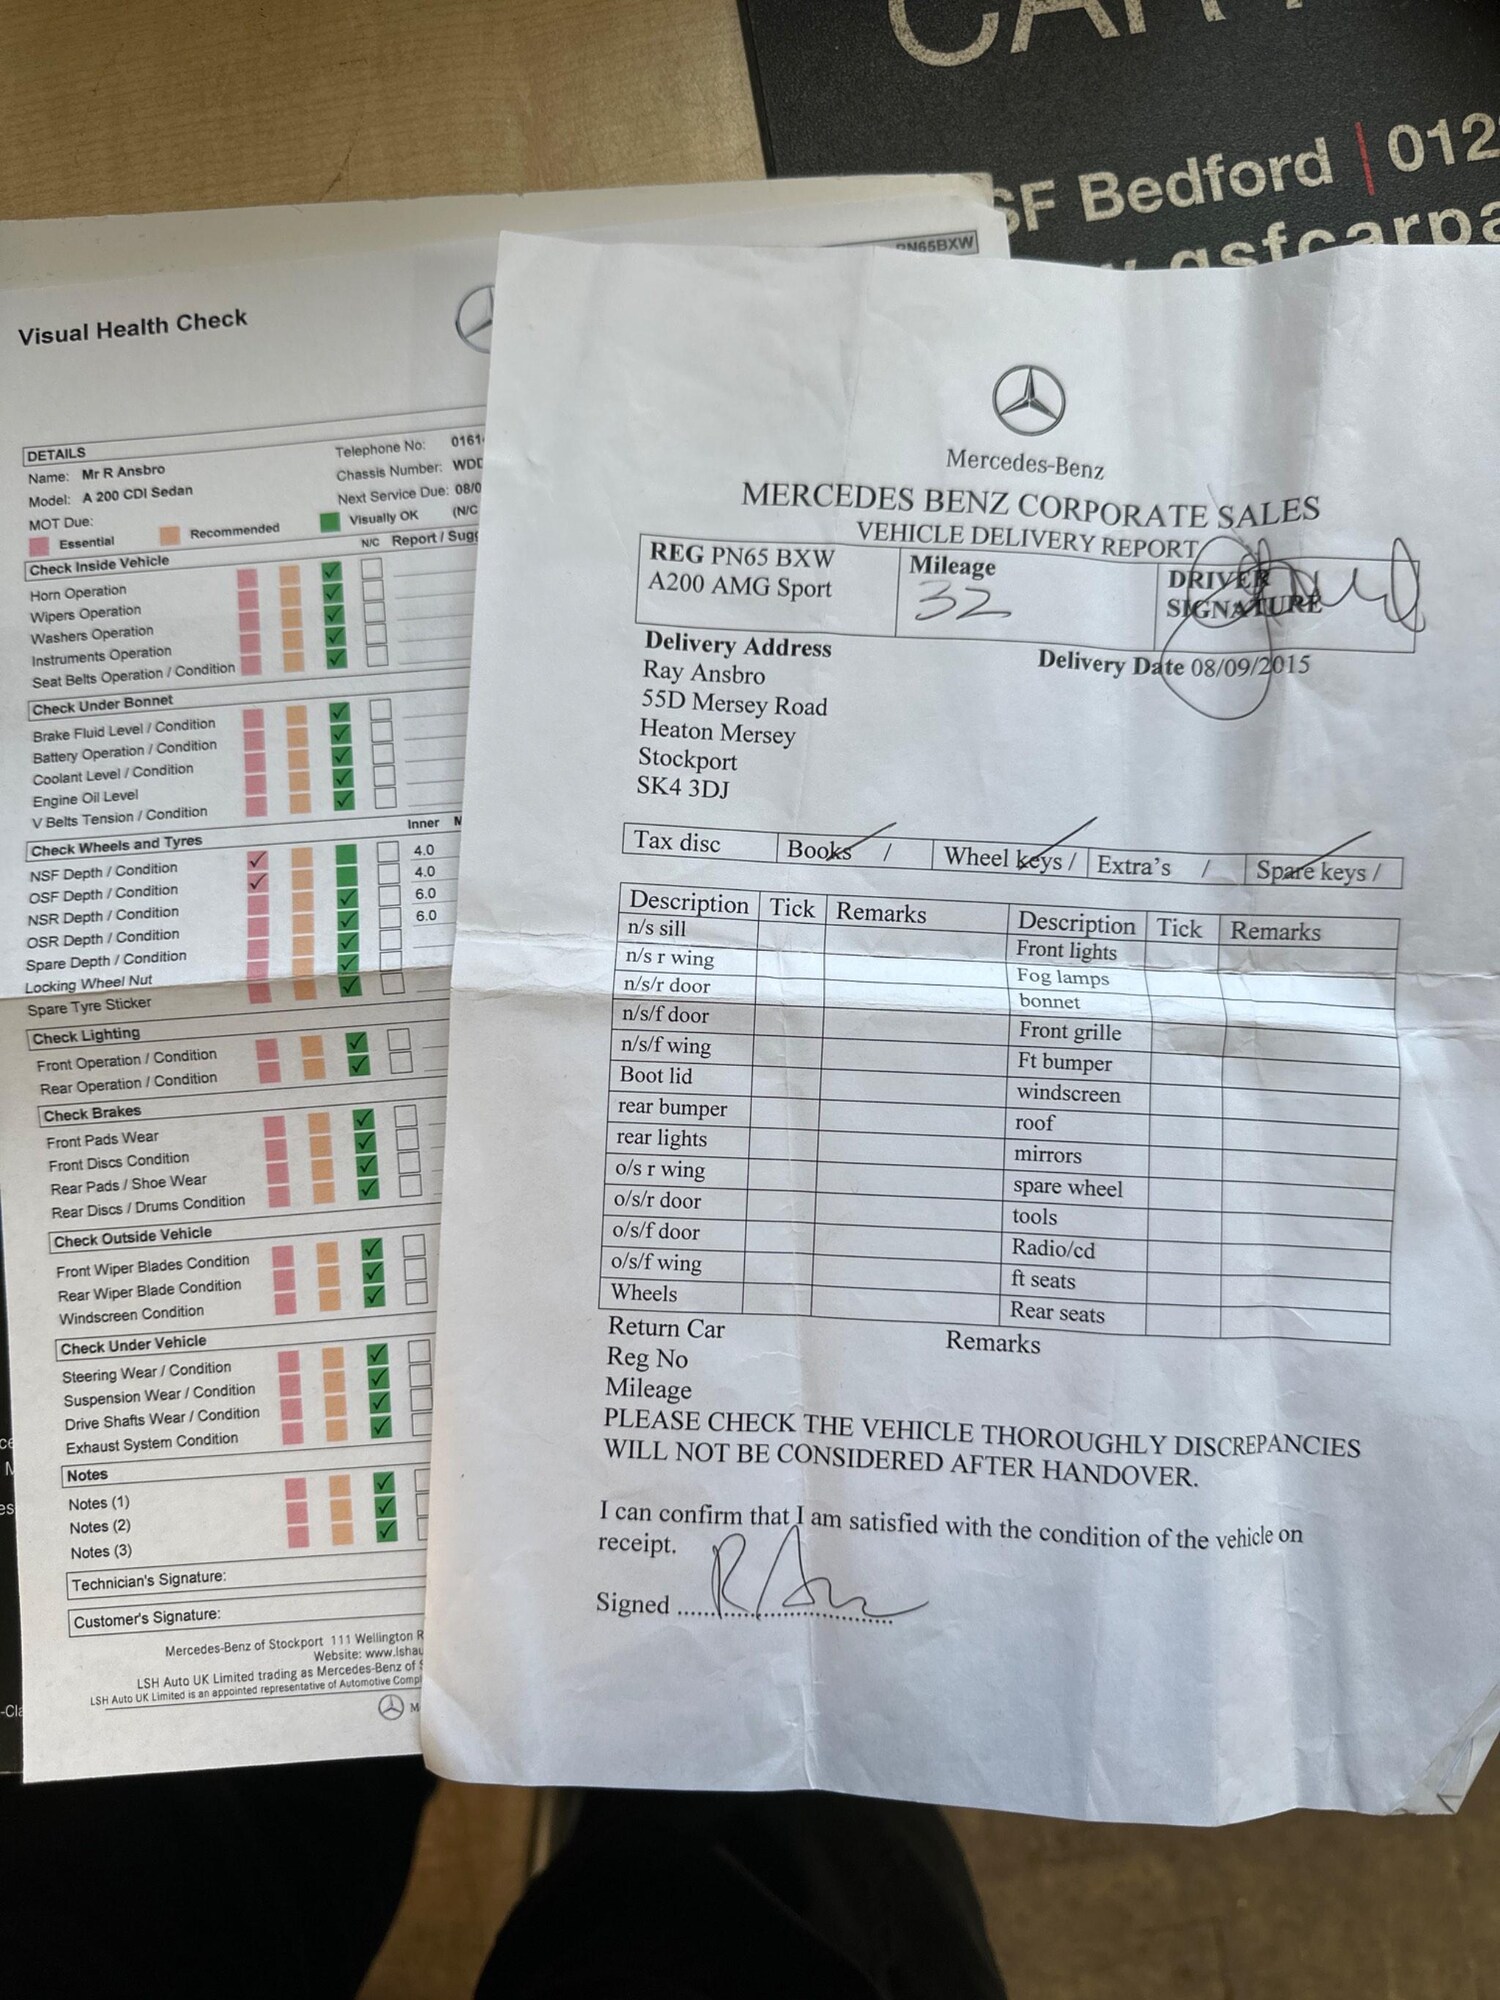 CAR PA
SF Bedford | 012
gsfcarpa
PN65BXW
Visual Health Check
DETAILS
Name: Mr R Ansbro
Model: A 200 CDI Sedan
MOT Due:
Telephone No: 0161
Chassis Number: WDD
Next Service Due: 08/0
Essential Recommended Visually OK (N/C
N/C Report / Sugg
Check Inside Vehicle
Horn Operation
Wipers Operation
Washers Operation
Instruments Operation
Seat Belts Operation / Condition
Check Under Bonnet
Brake Fluid Level / Condition
Battery Operation / Condition
Coolant Level / Condition
Engine Oil Level
V Belts Tension / Condition
Check Wheels and Tyres Inner M
NSF Depth / Condition 4.0
OSF Depth / Condition 4.0
NSR Depth / Condition 6.0
OSR Depth / Condition 6.0
Spare Depth / Condition
Locking Wheel Nut
Spare Tyre Sticker
Check Lighting
Front Operation / Condition
Rear Operation / Condition
Check Brakes
Front Pads Wear
Front Discs Condition
Rear Pads / Shoe Wear
Rear Discs / Drums Condition
Check Outside Vehicle
Front Wiper Blades Condition
Rear Wiper Blade Condition
Windscreen Condition
Check Under Vehicle
Steering Wear / Condition
Suspension Wear / Condition
Drive Shafts Wear / Condition
Exhaust System Condition
Notes
Notes (1)
Notes (2)
Notes (3)
Technician's Signature:
Customer's Signature:
Mercedes-Benz of Stockport 111 Wellington R
Website: www.lshau
LSH Auto UK Limited trading as Mercedes-Benz of S
LSH Auto UK Limited is an appointed representative of Automotive Compl
M
Mercedes-Benz
MERCEDES BENZ CORPORATE SALES
VEHICLE DELIVERY REPORT
REG PN65 BXW
A200 AMG Sport
Mileage
32
DRIVER
SIGNATURE
Delivery Address
Delivery Date 08/09/2015
Ray Ansbro
55D Mersey Road
Heaton Mersey
Stockport
SK4 3DJ
Tax disc Books / Wheel keys / Extra's / Spare keys /
Description Tick Remarks Description Tick Remarks
n/s sill Front lights
n/s r wing Fog lamps
n/s/r door bonnet
n/s/f door Front grille
n/s/f wing Ft bumper
Boot lid windscreen
rear bumper roof
rear lights mirrors
o/s r wing spare wheel
o/s/r door tools
o/s/f door Radio/cd
o/s/f wing ft seats
Wheels Rear seats
Return Car Remarks
Reg No
Mileage
PLEASE CHECK THE VEHICLE THOROUGHLY DISCREPANCIES
WILL NOT BE CONSIDERED AFTER HANDOVER.
I can confirm that I am satisfied with the condition of the vehicle on
receipt.
Signed